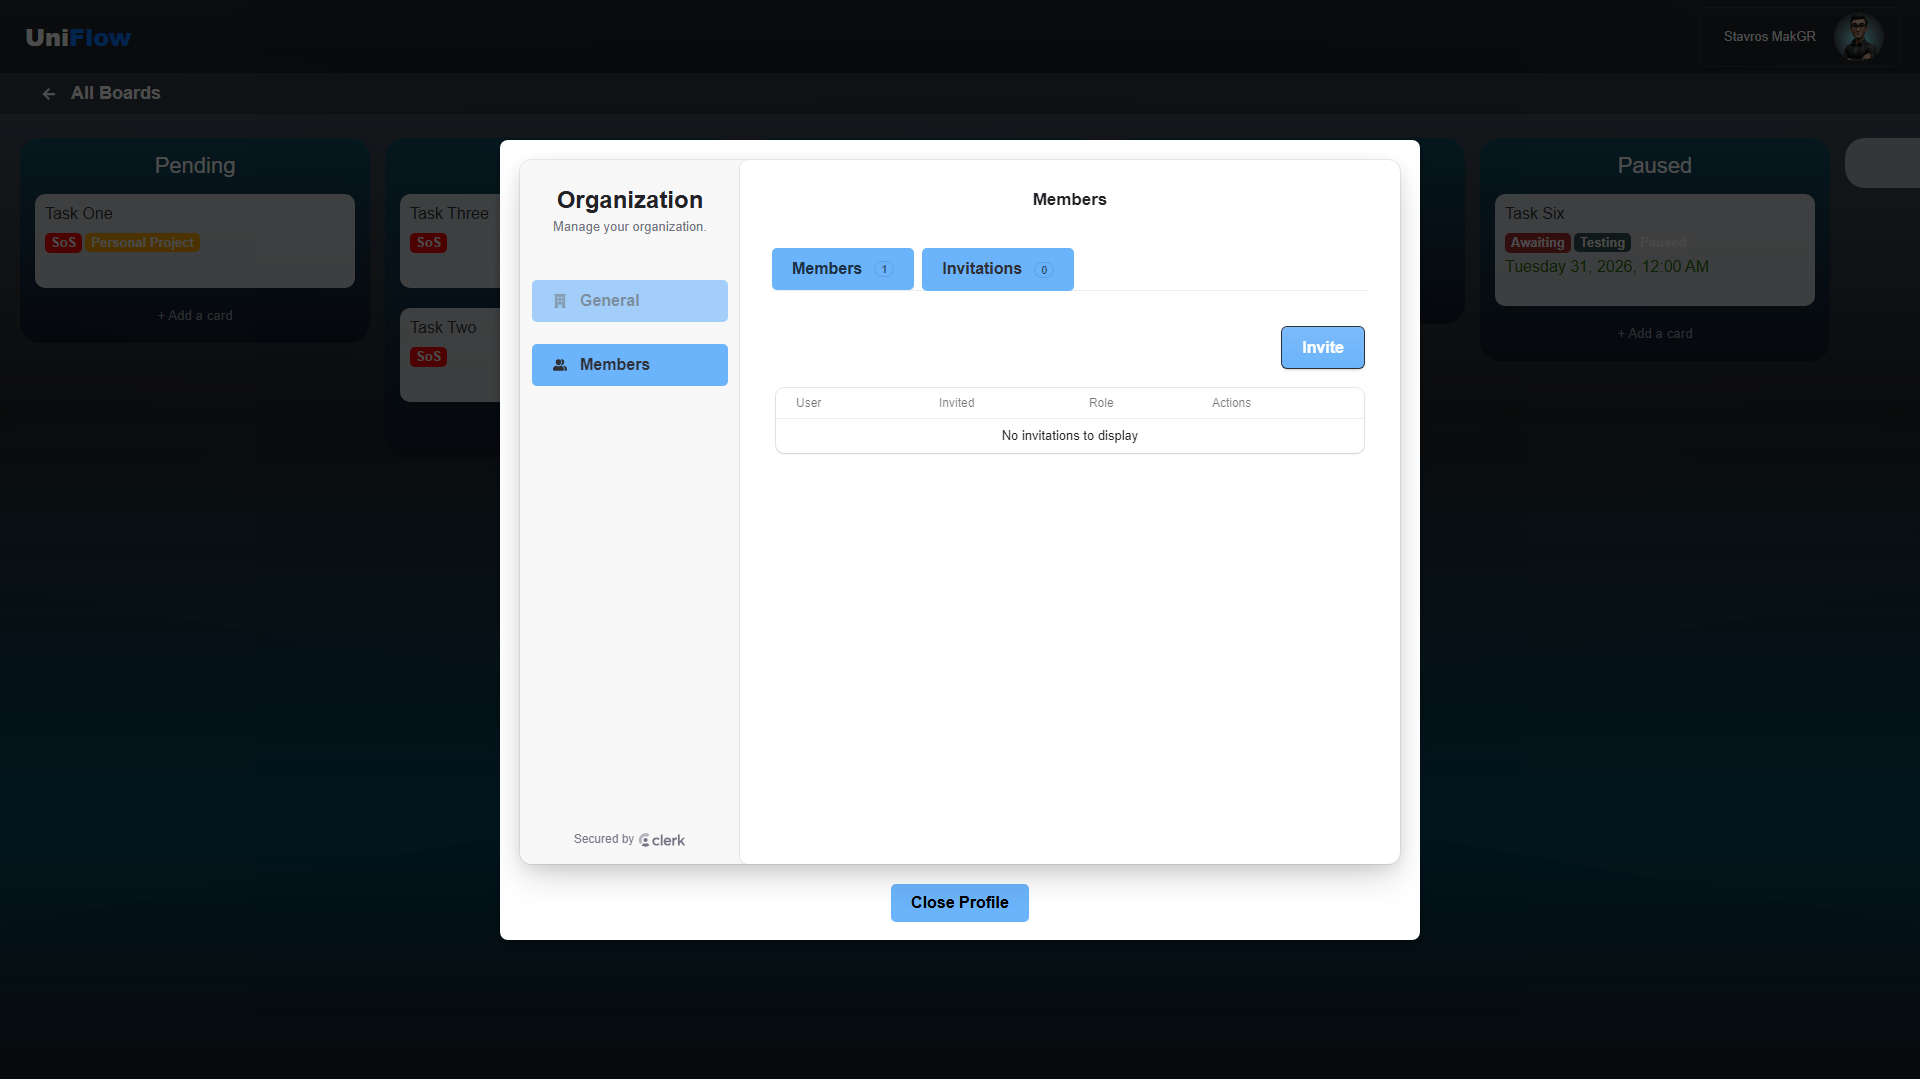 UniFlow
Stavros MakGR
All Boards
Pending
Task One
SoS Personal Project
+ Add a card
Task Three
SoS
Task Two
SoS
Organization
Manage your organization.
General
Members
Secured by clerk
Members
Members 1
Invitations 0
Invite
User Invited Role Actions
No invitations to display
Close Profile
Paused
Task Six
Awaiting Testing Paused
Tuesday 31, 2026, 12:00 AM
+ Add a card